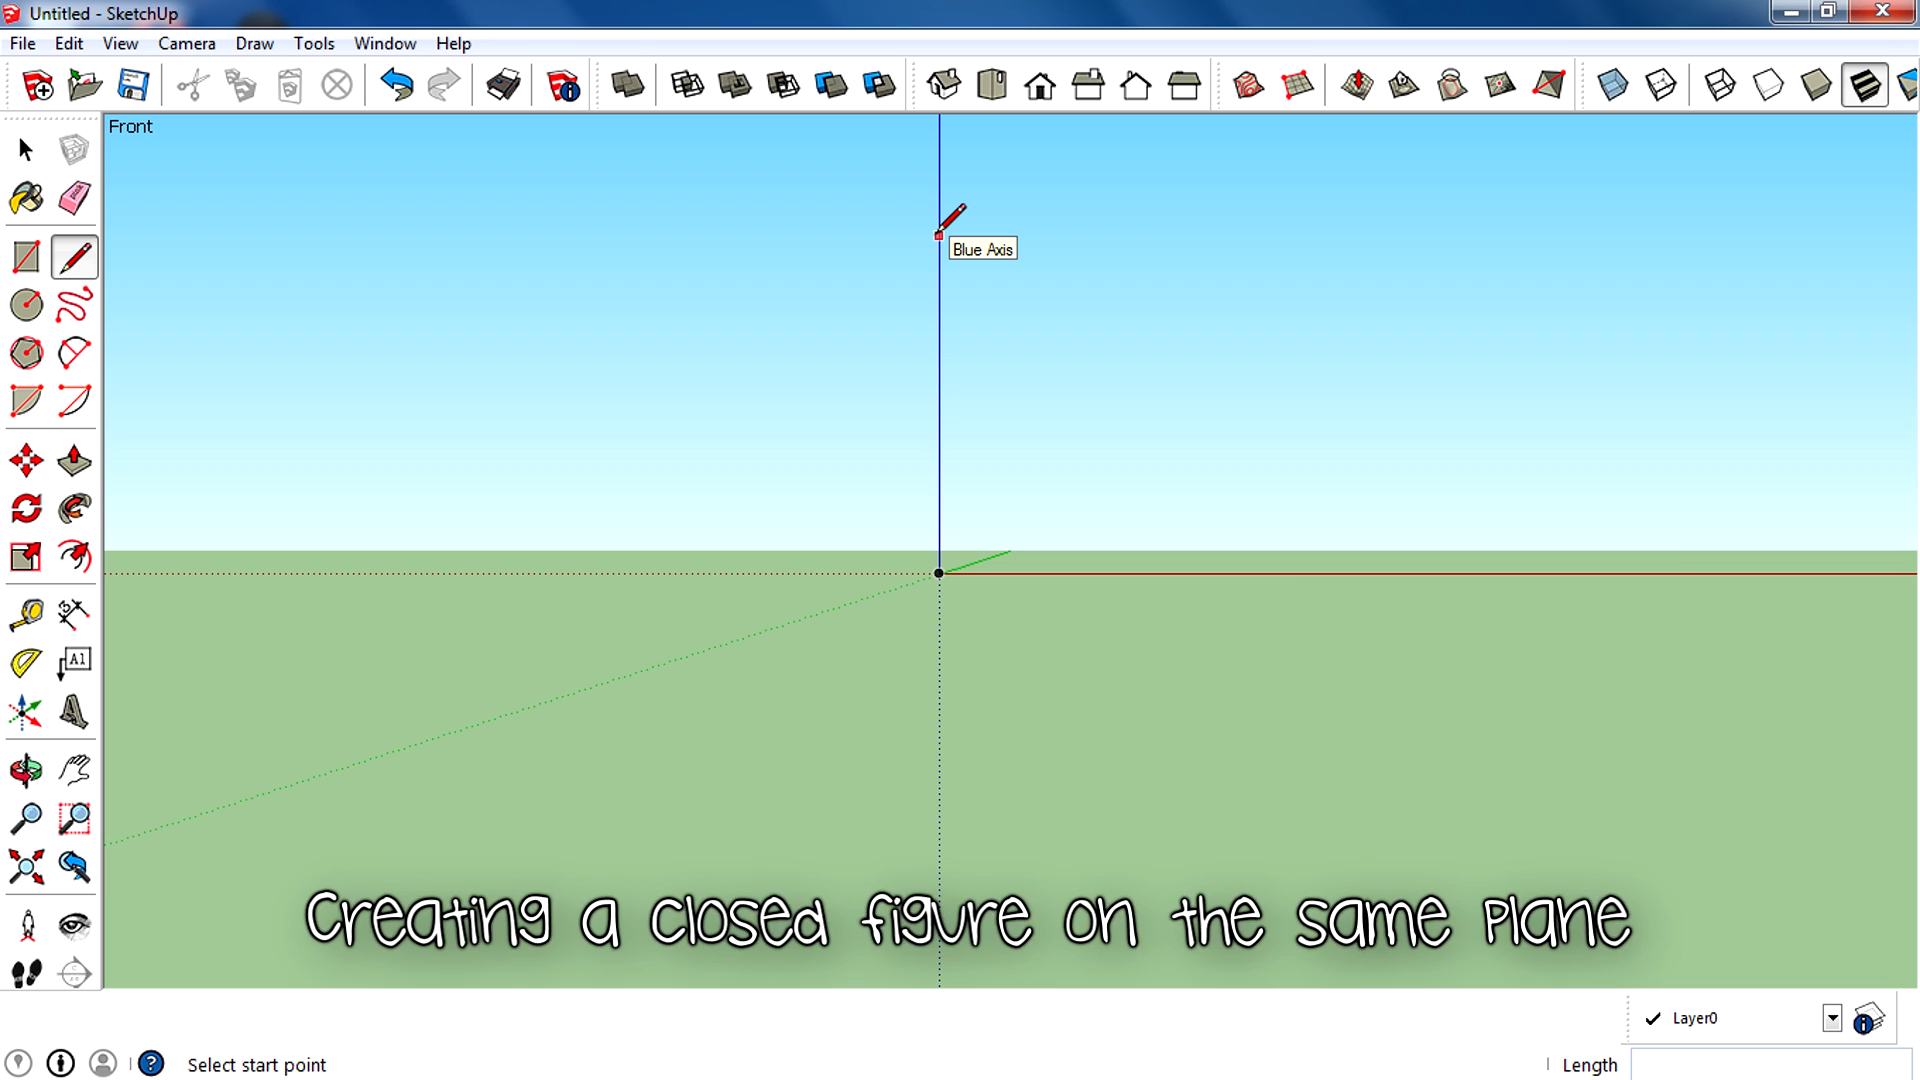 Untitled - SketchUp
File Edit View Camera Draw Tools Window Help
Front
Blue Axis
A1
Creating a closed figure on the same plane
Layer0
Select start point
Length